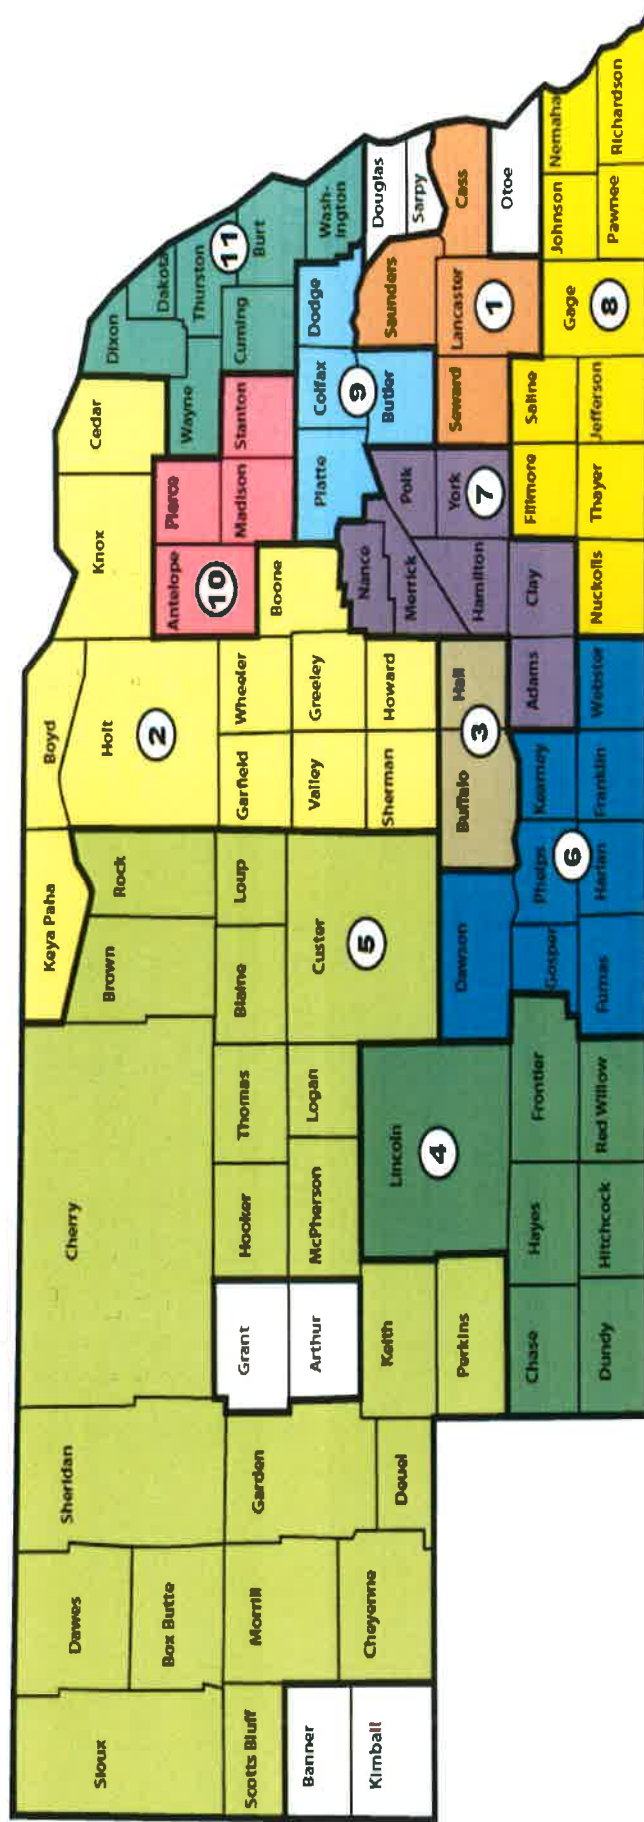 Sioux
Scotts Bluff
Banner
Kimball
Dawes
Box Butte
Morrill
Cheyenne
Sheridan
Garden
Deuel
Cherry
Grant
Arthur
Keith
Perkins
Chase
Dundy
Hooker
McPherson
Thomas
Logan
Lincoln
4
Hayes
Hitchcock
Frontier
Red Willow
Keya Paha
Brown
Rock
Blaine
Loup
Custer
5
Dawson
Gosper
Furnas
Phelps
Harlan
6
Kearney
Franklin
Boyd
Holt
2
Garfield
Wheeler
Valley
Greeley
Sherman
Howard
Buffalo
Hall
3
Adams
Webster
Knox
Cedar
Antelope
Pierce
10
Madison
Stanton
Boone
Nance
Merrick
Polk
Hamilton
York
7
Clay
Nuckolls
Fillmore
Thayer
Saline
Jefferson
Dixon
Dakota
Wayne
Thurston
11
Cuming
Burt
Wash-
ington
Platte
Colfax
Dodge
9
Butler
Saunders
Douglas
Sarpy
Cass
Seward
Lancaster
1
Otoe
Gage
8
Johnson
Nemaha
Pawnee
Richardson